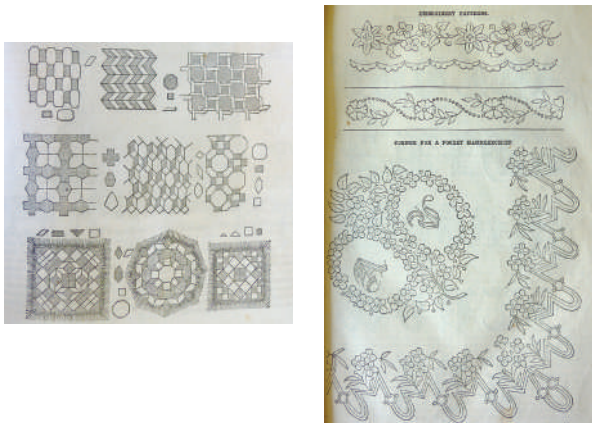 EMBROIDERY PATTERNS.
CORNER FOR A POCKET HANDKERCHIEF